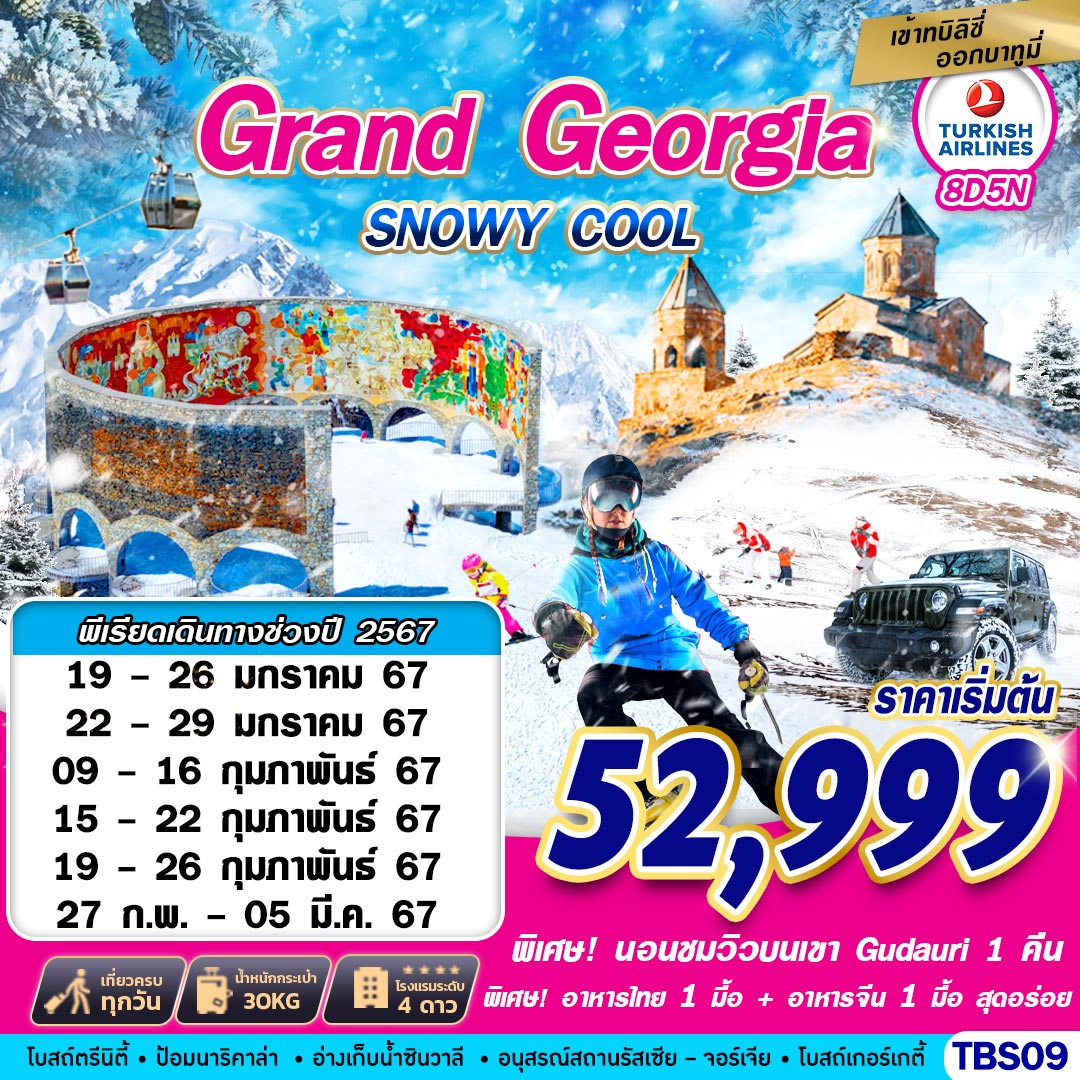 เข้าทบิลิซี่
ออกบาทูมี่
Grand Georgia
SNOWY COOL
TURKISH
AIRLINES
8D5N
พีเรียดเดินทางช่วงปี 2567
19 – 26 มกราคม 67
22 – 29 มกราคม 67
09 – 16 กุมภาพันธ์ 67
15 – 22 กุมภาพันธ์ 67
19 – 26 กุมภาพันธ์ 67
27 ก.พ. – 05 มี.ค. 67
ราคาเริ่มต้น
52,999
พิเศษ! นอนชมวิวบนเขา Gudauri 1 คืน
พิเศษ! อาหารไทย 1 มื้อ + อาหารจีน 1 มื้อ สุดอร่อย
เที่ยวครบ
ทุกวัน
น้ำหนักกระเป๋า
30KG
โรงแรมระดับ
4 ดาว
โบสถ์ตรีนิตี้ • ป้อมนาริคาล่า • อ่างเก็บน้ำซินวาลี • อนุสรณ์สถานรัสเซีย – จอร์เจีย • โบสถ์เกอร์เกตี้
TBS09